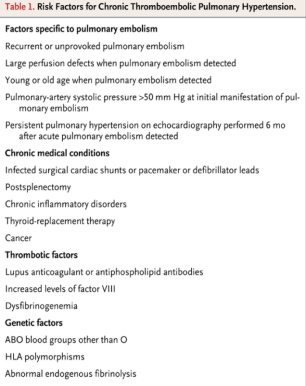 Table 1. Risk Factors for Chronic Thromboembolic Pulmonary Hypertension.
Factors specific to pulmonary embolism
Recurrent or unprovoked pulmonary embolism
Large perfusion defects when pulmonary embolism detected
Young or old age when pulmonary embolism detected
Pulmonary-artery systolic pressure >50 mm Hg at initial manifestation of pul-
monary embolism
Persistent pulmonary hypertension on echocardiography performed 6 mo
after acute pulmonary embolism detected
Chronic medical conditions
Infected surgical cardiac shunts or pacemaker or defibrillator leads
Postsplenectomy
Chronic inflammatory disorders
Thyroid-replacement therapy
Cancer
Thrombotic factors
Lupus anticoagulant or antiphospholipid antibodies
Increased levels of factor VIII
Dysfibrinogenemia
Genetic factors
ABO blood groups other than O
HLA polymorphisms
Abnormal endogenous fibrinolysis